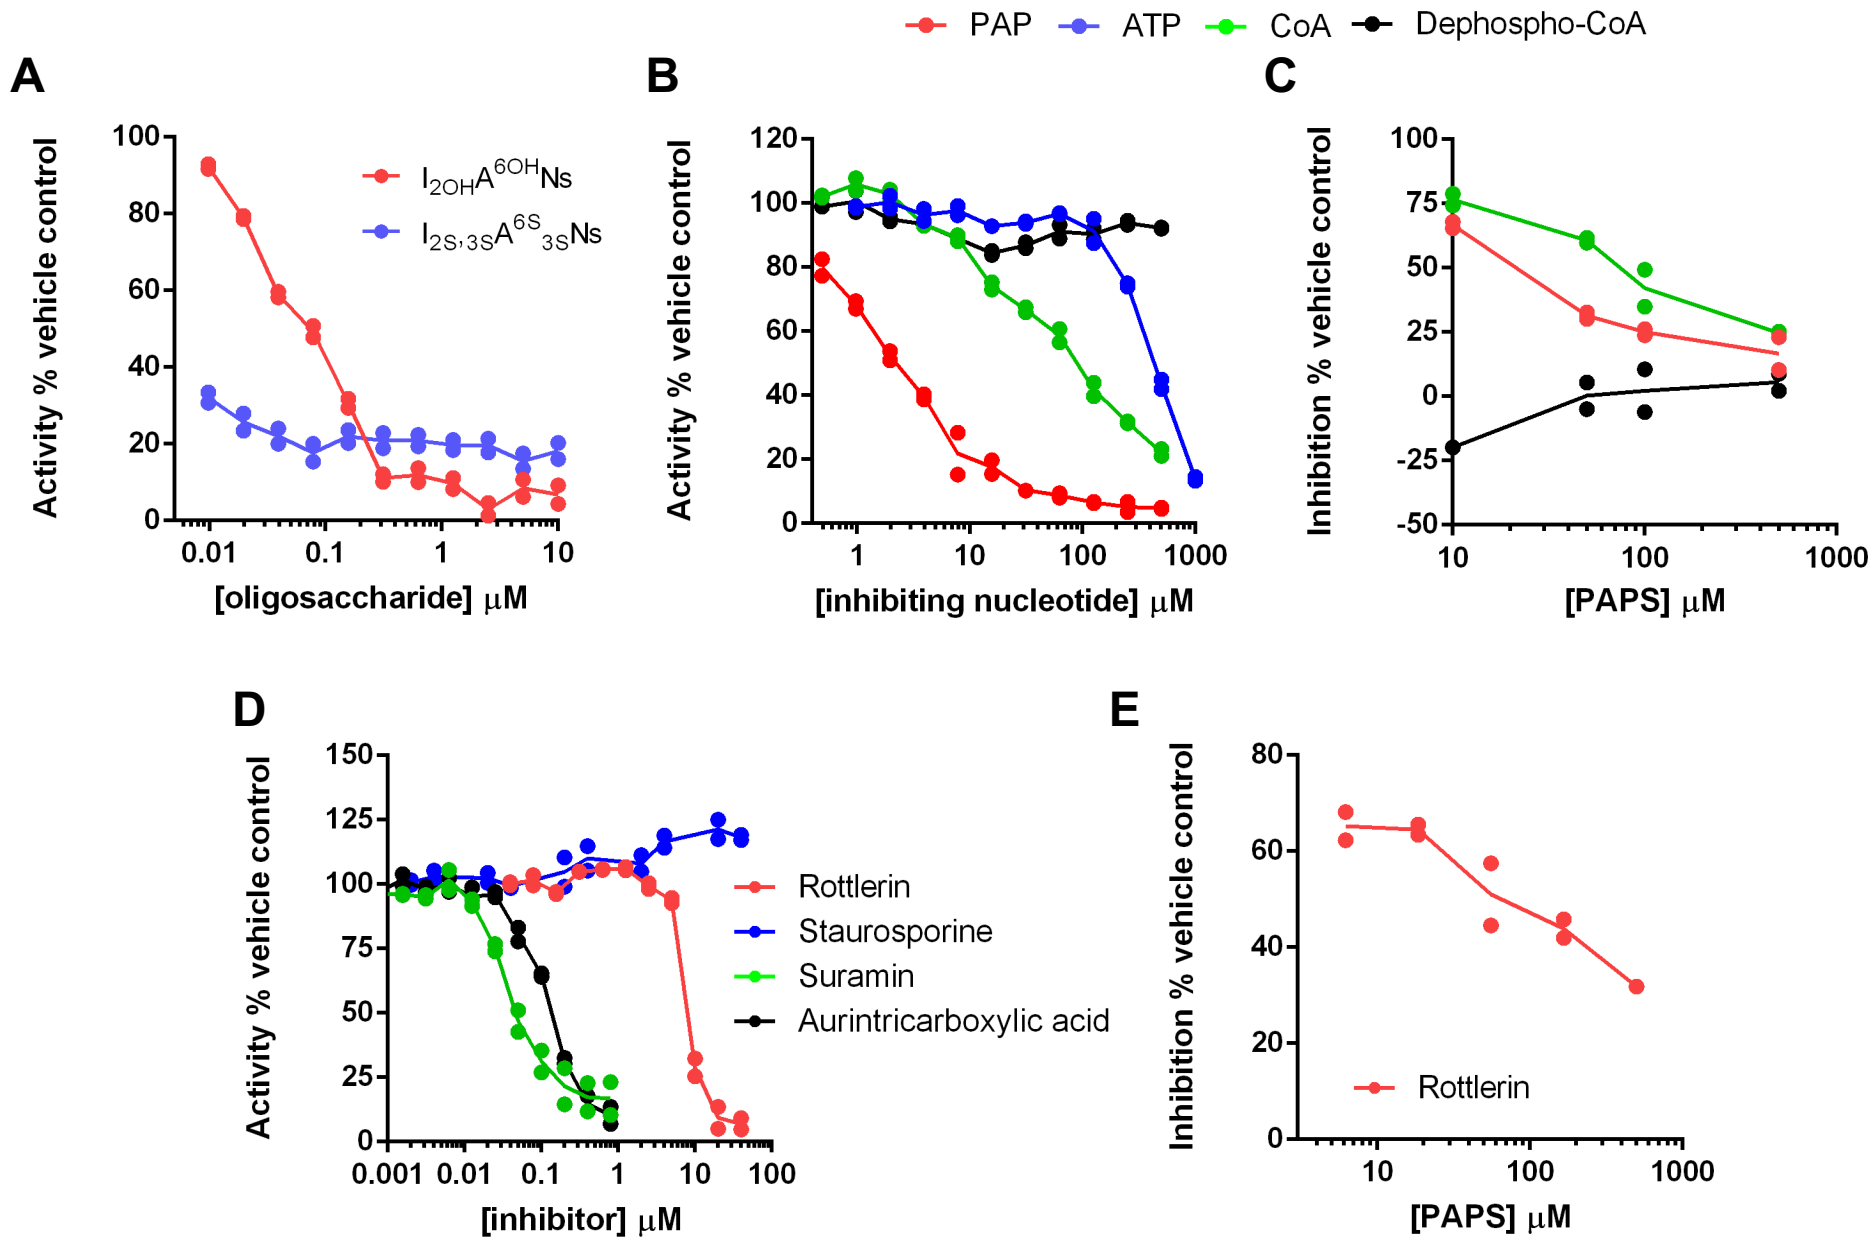 PAP ATP CoA Dephospho-CoA
A
Activity % vehicle control
100
80
60
40
20
0
0.01 0.1 1 10
[oligosaccharide] μM
I2OHA6OHNs
I2S,3SA6S3SNs
B
Activity % vehicle control
120
100
80
60
40
20
0
1 10 100 1000
[inhibiting nucleotide] μM
C
Inhibition % vehicle control
100
75
50
25
0
-25
-50
10 100 1000
[PAPS] μM
D
Activity % vehicle control
150
125
100
75
50
25
0
0.001 0.01 0.1 1 10 100
[inhibitor] μM
Rottlerin
Staurosporine
Suramin
Aurintricarboxylic acid
E
Inhibition % vehicle control
80
60
40
20
0
10 100 1000
[PAPS] μM
Rottlerin